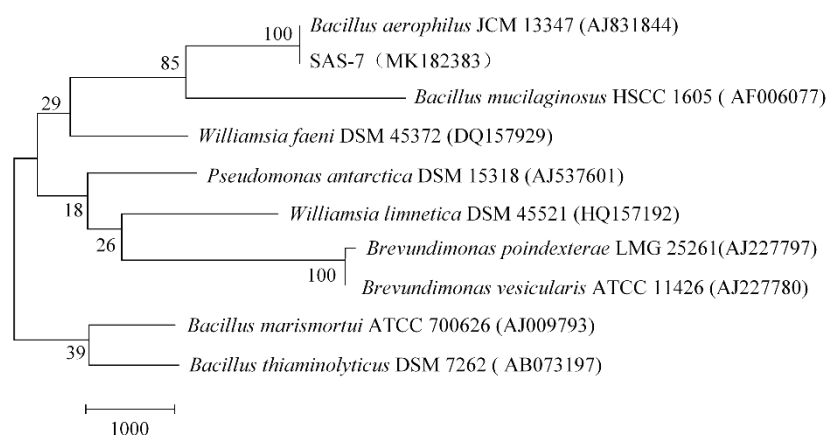 100
Bacillus aerophilus JCM 13347 (AJ831844)
SAS-7（MK182383）
85
Bacillus mucilaginosus HSCC 1605 ( AF006077)
29
Williamsia faeni DSM 45372 (DQ157929)
Pseudomonas antarctica DSM 15318 (AJ537601)
18
Williamsia limnetica DSM 45521 (HQ157192)
26
Brevundimonas poindexterae LMG 25261(AJ227797)
100
Brevundimonas vesicularis ATCC 11426 (AJ227780)
Bacillus marismortui ATCC 700626 (AJ009793)
39
Bacillus thiaminolyticus DSM 7262 ( AB073197)
1000